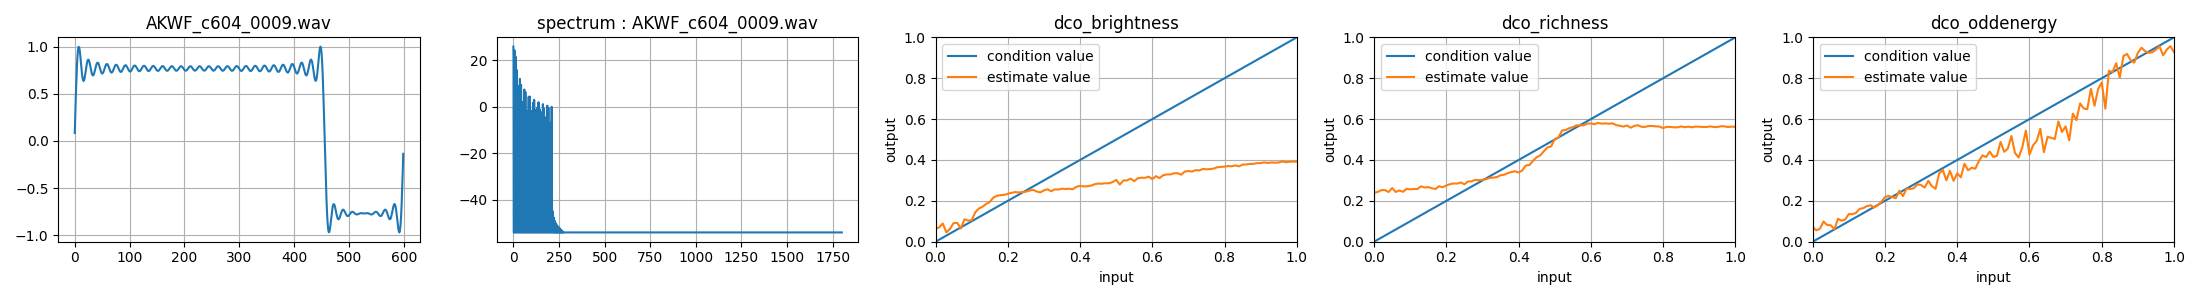 AKWF_c604_0009.wav
1.0
0.5
0.0
−0.5
−1.0
0 100 200 300 400 500 600
spectrum : AKWF_c604_0009.wav
20
0
−20
−40
0 250 500 750 1000 1250 1500 1750
dco_brightness
condition value
estimate value
output
1.0
0.8
0.6
0.4
0.2
0.0
0.0 0.2 0.4 0.6 0.8 1.0
input
dco_richness
condition value
estimate value
output
1.0
0.8
0.6
0.4
0.2
0.0
0.0 0.2 0.4 0.6 0.8 1.0
input
dco_oddenergy
condition value
estimate value
output
1.0
0.8
0.6
0.4
0.2
0.0
0.0 0.2 0.4 0.6 0.8 1.0
input